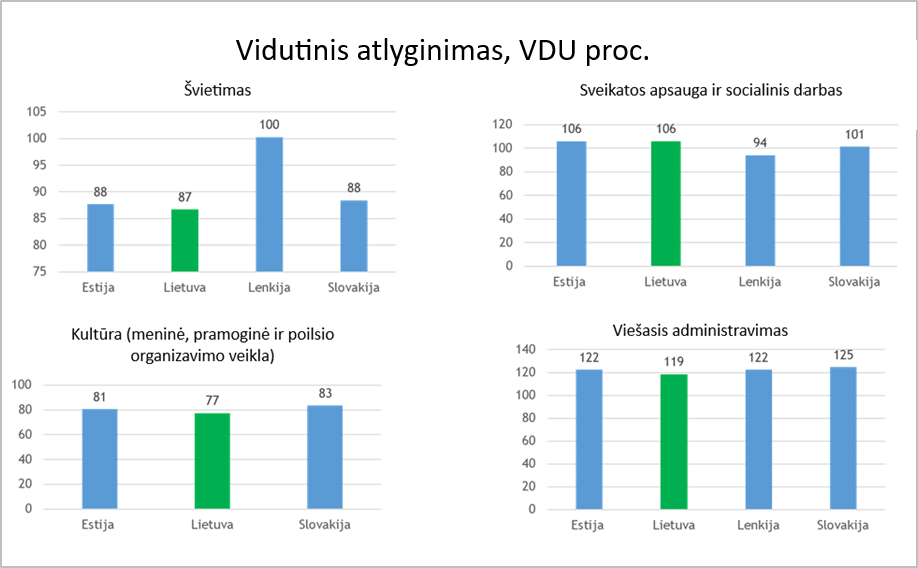 Vidutinis atlyginimas, VDU proc.
Švietimas
105
100
95
90
85
80
75
88
87
100
88
Estija
Lietuva
Lenkija
Slovakija
Sveikatos apsauga ir socialinis darbas
120
100
80
60
40
20
0
106
106
94
101
Estija
Lietuva
Lenkija
Slovakija
Kultūra (meninė, pramoginė ir poilsio
organizavimo veikla)
100
80
60
40
20
0
81
77
83
Estija
Lietuva
Slovakija
Viešasis administravimas
140
120
100
80
60
40
20
0
122
119
122
125
Estija
Lietuva
Lenkija
Slovakija